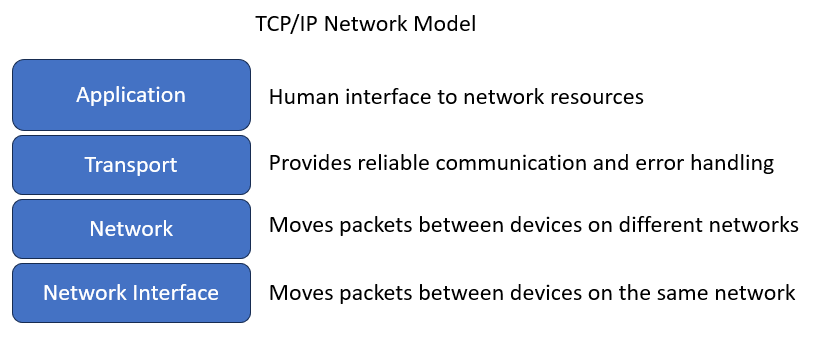 TCP/IP Network Model
Application
Human interface to network resources
Transport
Provides reliable communication and error handling
Network
Moves packets between devices on different networks
Network Interface
Moves packets between devices on the same network